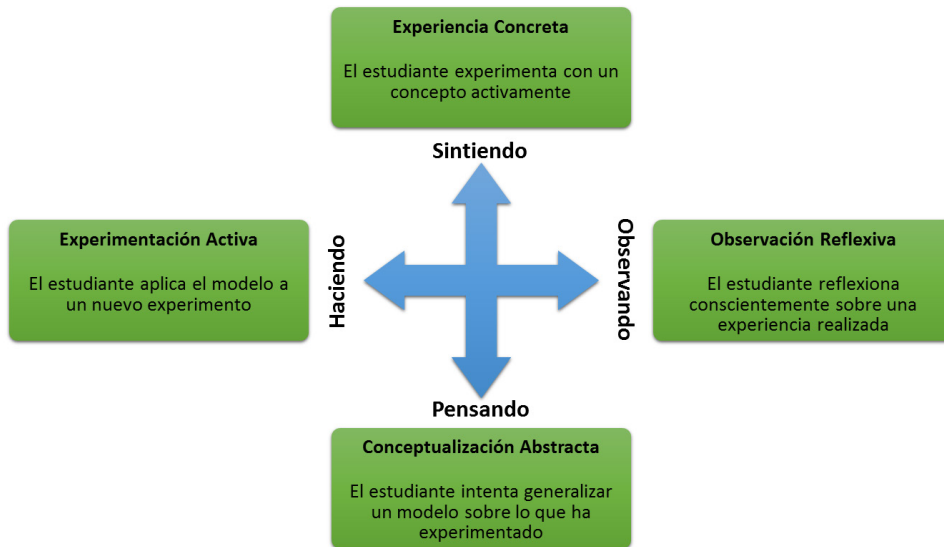 Experiencia Concreta
El estudiante experimenta con un
concepto activamente
Sintiendo
Experimentación Activa
El estudiante aplica el modelo a
un nuevo experimento
Haciendo
Observando
Observación Reflexiva
El estudiante reflexiona
conscientemente sobre una
experiencia realizada
Pensando
Conceptualización Abstracta
El estudiante intenta generalizar
un modelo sobre lo que ha
experimentado